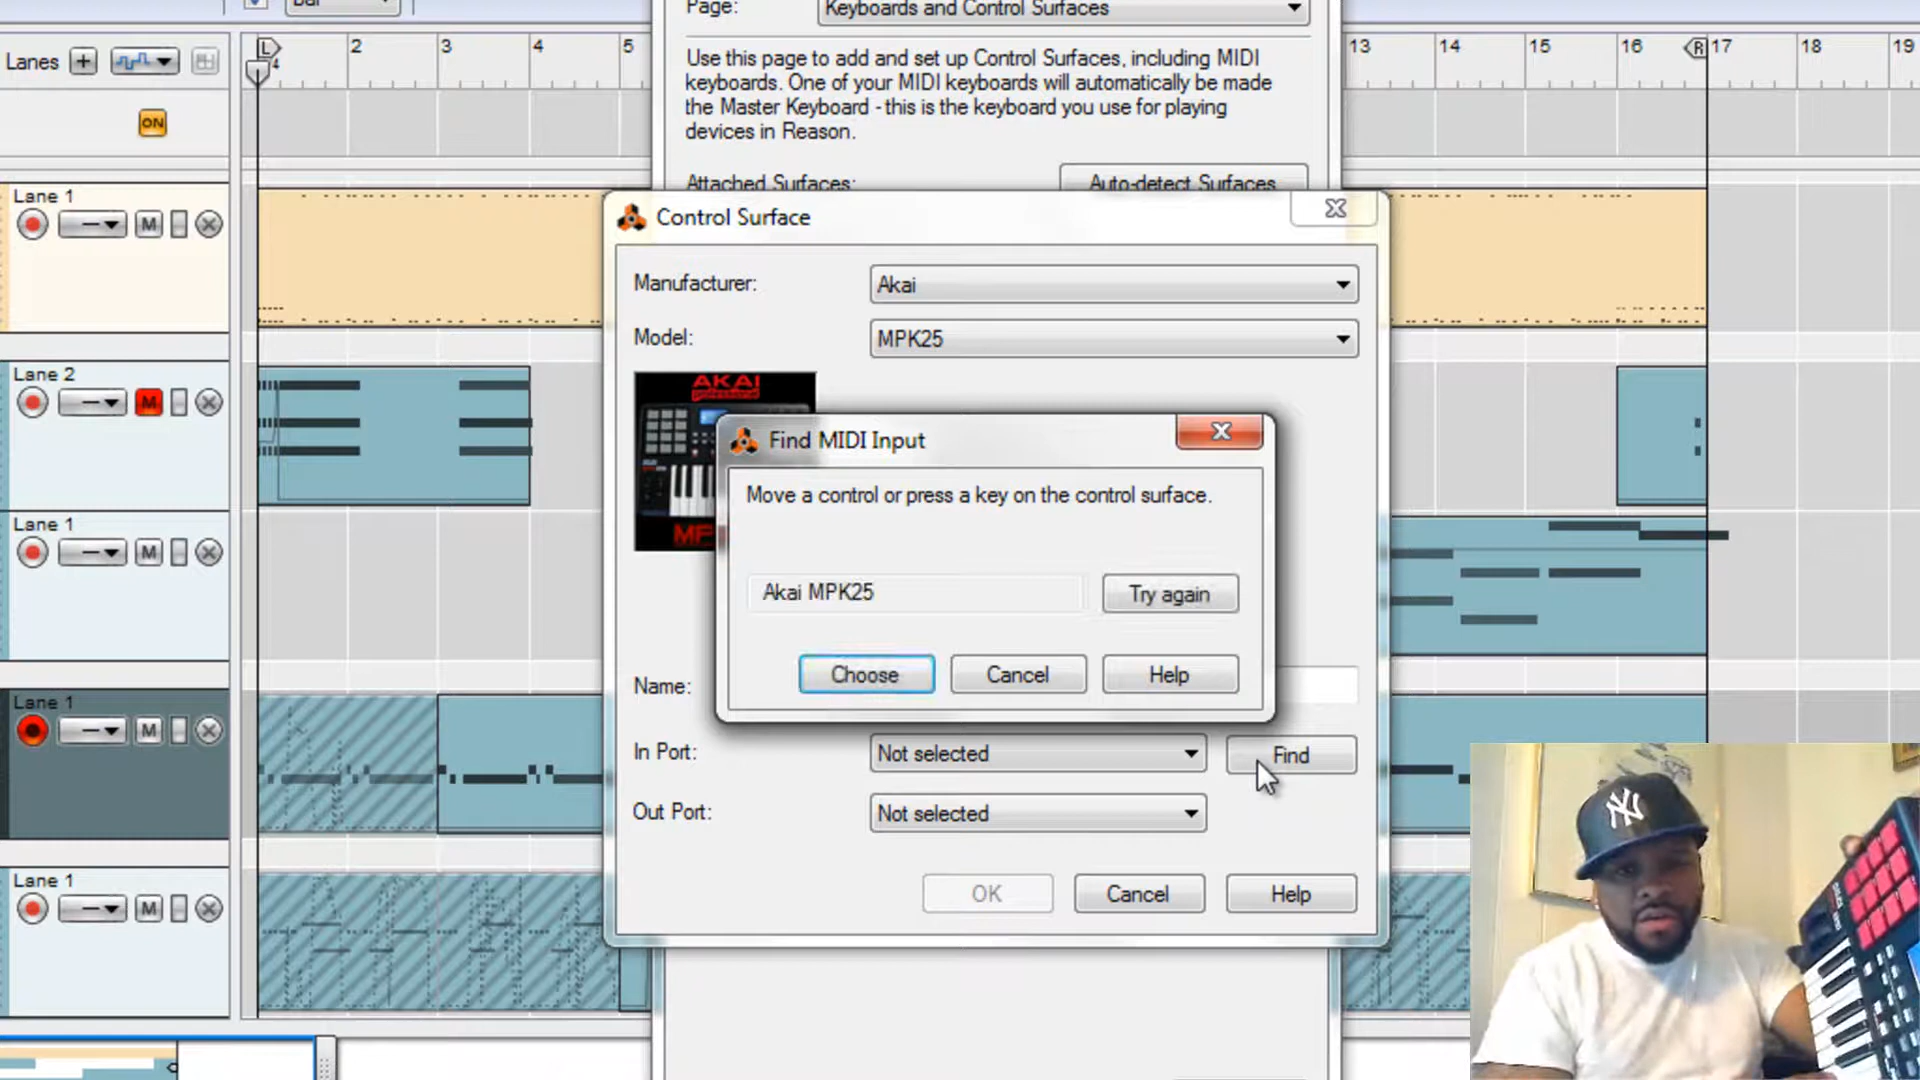 Bar
Page:
Keyboards and Control Surfaces
Lanes
L
2
3
4
5
13
14
15
16
R
17
18
19
4
Use this page to add and set up Control Surfaces, including MIDI
keyboards. One of your MIDI keyboards will automatically be made
the Master Keyboard - this is the keyboard you use for playing
devices in Reason.
ON
Attached Surfaces:
Auto-detect Surfaces
Lane 1
M
Control Surface
Manufacturer:
Akai
Model:
MPK25
Lane 2
M
AKAI
professional
MP
Find MIDI Input
Move a control or press a key on the control surface.
Akai MPK25
Try again
Choose
Cancel
Help
Lane 1
M
Name:
Lane 1
M
In Port:
Not selected
Find
Out Port:
Not selected
NY
Lane 1
M
OK
Cancel
Help